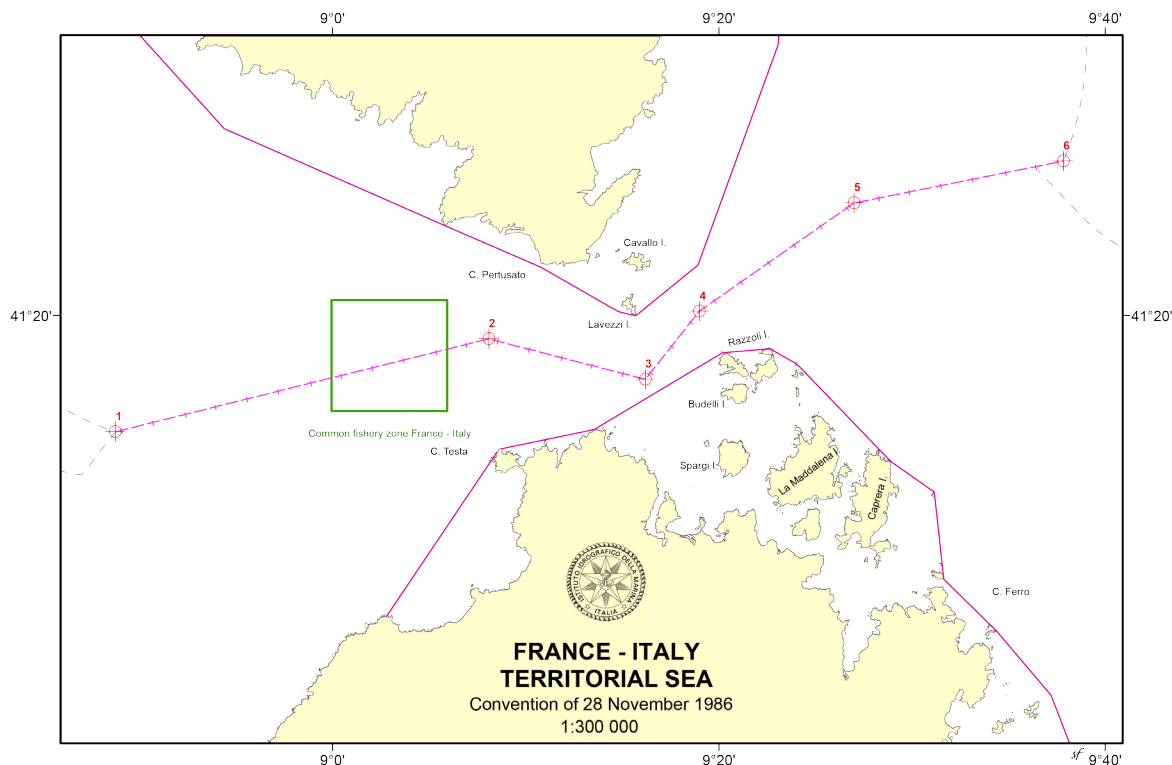 9°0'
9°20'
9°40'
6
5
Cavallo I.
C. Pertusato
4
41°20'
41°20'
2
Lavezzi I.
Razzoli I.
3
Budelli I.
1
Common fishery zone France - Italy
C. Testa
Spargi I.
La Maddalena I.
Caprera I.
ISTITUTO IDROGRAFICO DELLA MARINA
ITALIA
C. Ferro
FRANCE - ITALY
TERRITORIAL SEA
Convention of 28 November 1986
1:300 000
sf
9°0'
9°20'
9°40'